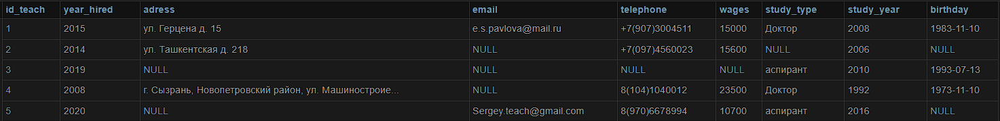 id_teach year_hired adress email telephone wages study_type study_year birthday
1 2015 ул. Герцена д. 15 e.s.pavlova@mail.ru +7(907)3004511 15000 Доктор 2008 1983-11-10
2 2014 ул. Ташкентская д. 218 NULL +7(097)4560023 15600 NULL 2006 NULL
3 2019 NULL NULL NULL NULL аспирант 2010 1993-07-13
4 2008 г. Сызрань, Новопетровский район, ул. Машиностроие... NULL 8(104)1040012 23500 Доктор 1992 1973-11-10
5 2020 NULL Sergey.teach@gmail.com 8(970)6678994 10700 аспирант 2016 NULL